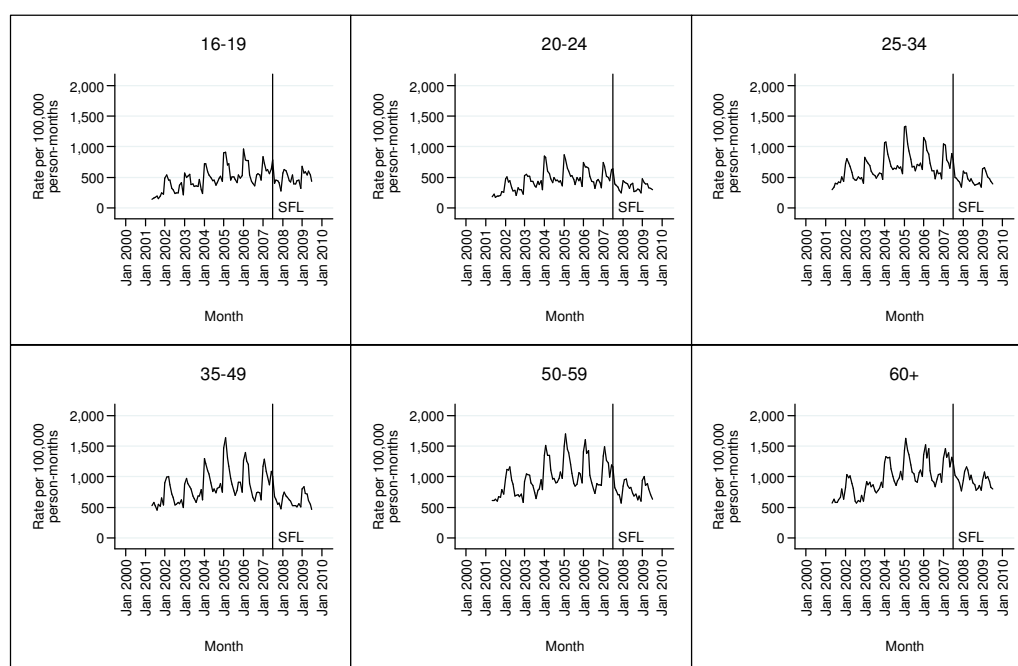 16-19
Rate per 100,000
person-months
2,000
1,500
1,000
500
0
SFL
Jan 2000
Jan 2001
Jan 2002
Jan 2003
Jan 2004
Jan 2005
Jan 2006
Jan 2007
Jan 2008
Jan 2009
Jan 2010
Month
20-24
Rate per 100,000
person-months
2,000
1,500
1,000
500
0
SFL
Jan 2000
Jan 2001
Jan 2002
Jan 2003
Jan 2004
Jan 2005
Jan 2006
Jan 2007
Jan 2008
Jan 2009
Jan 2010
Month
25-34
Rate per 100,000
person-months
2,000
1,500
1,000
500
0
SFL
Jan 2000
Jan 2001
Jan 2002
Jan 2003
Jan 2004
Jan 2005
Jan 2006
Jan 2007
Jan 2008
Jan 2009
Jan 2010
Month
35-49
Rate per 100,000
person-months
2,000
1,500
1,000
500
0
SFL
Jan 2000
Jan 2001
Jan 2002
Jan 2003
Jan 2004
Jan 2005
Jan 2006
Jan 2007
Jan 2008
Jan 2009
Jan 2010
Month
50-59
Rate per 100,000
person-months
2,000
1,500
1,000
500
0
SFL
Jan 2000
Jan 2001
Jan 2002
Jan 2003
Jan 2004
Jan 2005
Jan 2006
Jan 2007
Jan 2008
Jan 2009
Jan 2010
Month
60+
Rate per 100,000
person-months
2,000
1,500
1,000
500
0
SFL
Jan 2000
Jan 2001
Jan 2002
Jan 2003
Jan 2004
Jan 2005
Jan 2006
Jan 2007
Jan 2008
Jan 2009
Jan 2010
Month